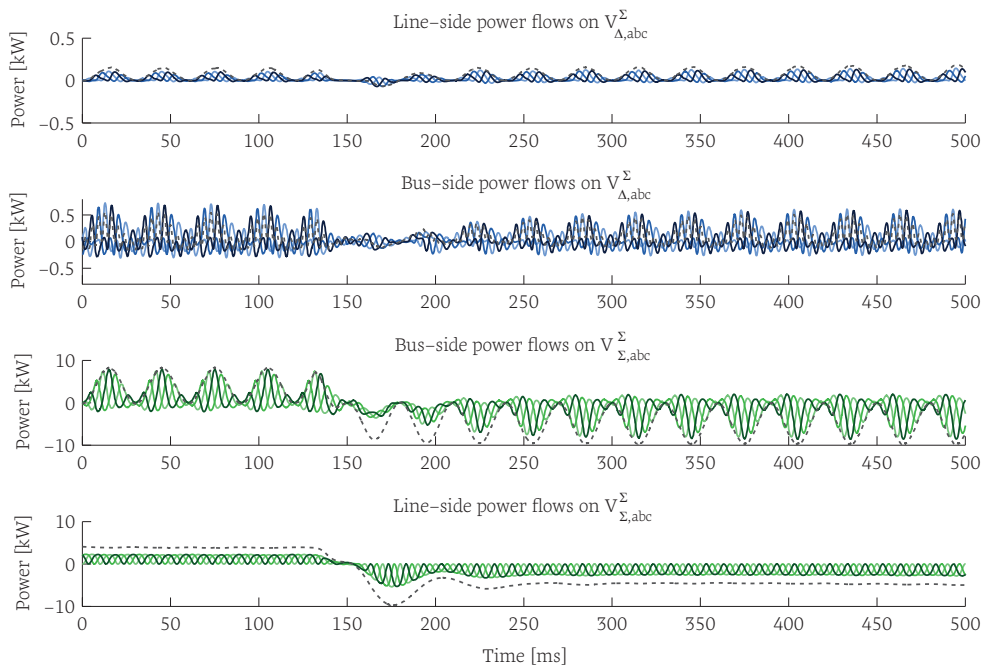 Line–side power flows on V^Σ_Δ,abc
Power [kW]
0.5
0
−0.5
0 50 100 150 200 250 300 350 400 450 500
Bus–side power flows on V^Σ_Δ,abc
Power [kW]
0.5
0
−0.5
0 50 100 150 200 250 300 350 400 450 500
Bus–side power flows on V^Σ_Σ,abc
Power [kW]
10
0
−10
0 50 100 150 200 250 300 350 400 450 500
Line–side power flows on V^Σ_Σ,abc
Power [kW]
10
0
−10
0 50 100 150 200 250 300 350 400 450 500
Time [ms]